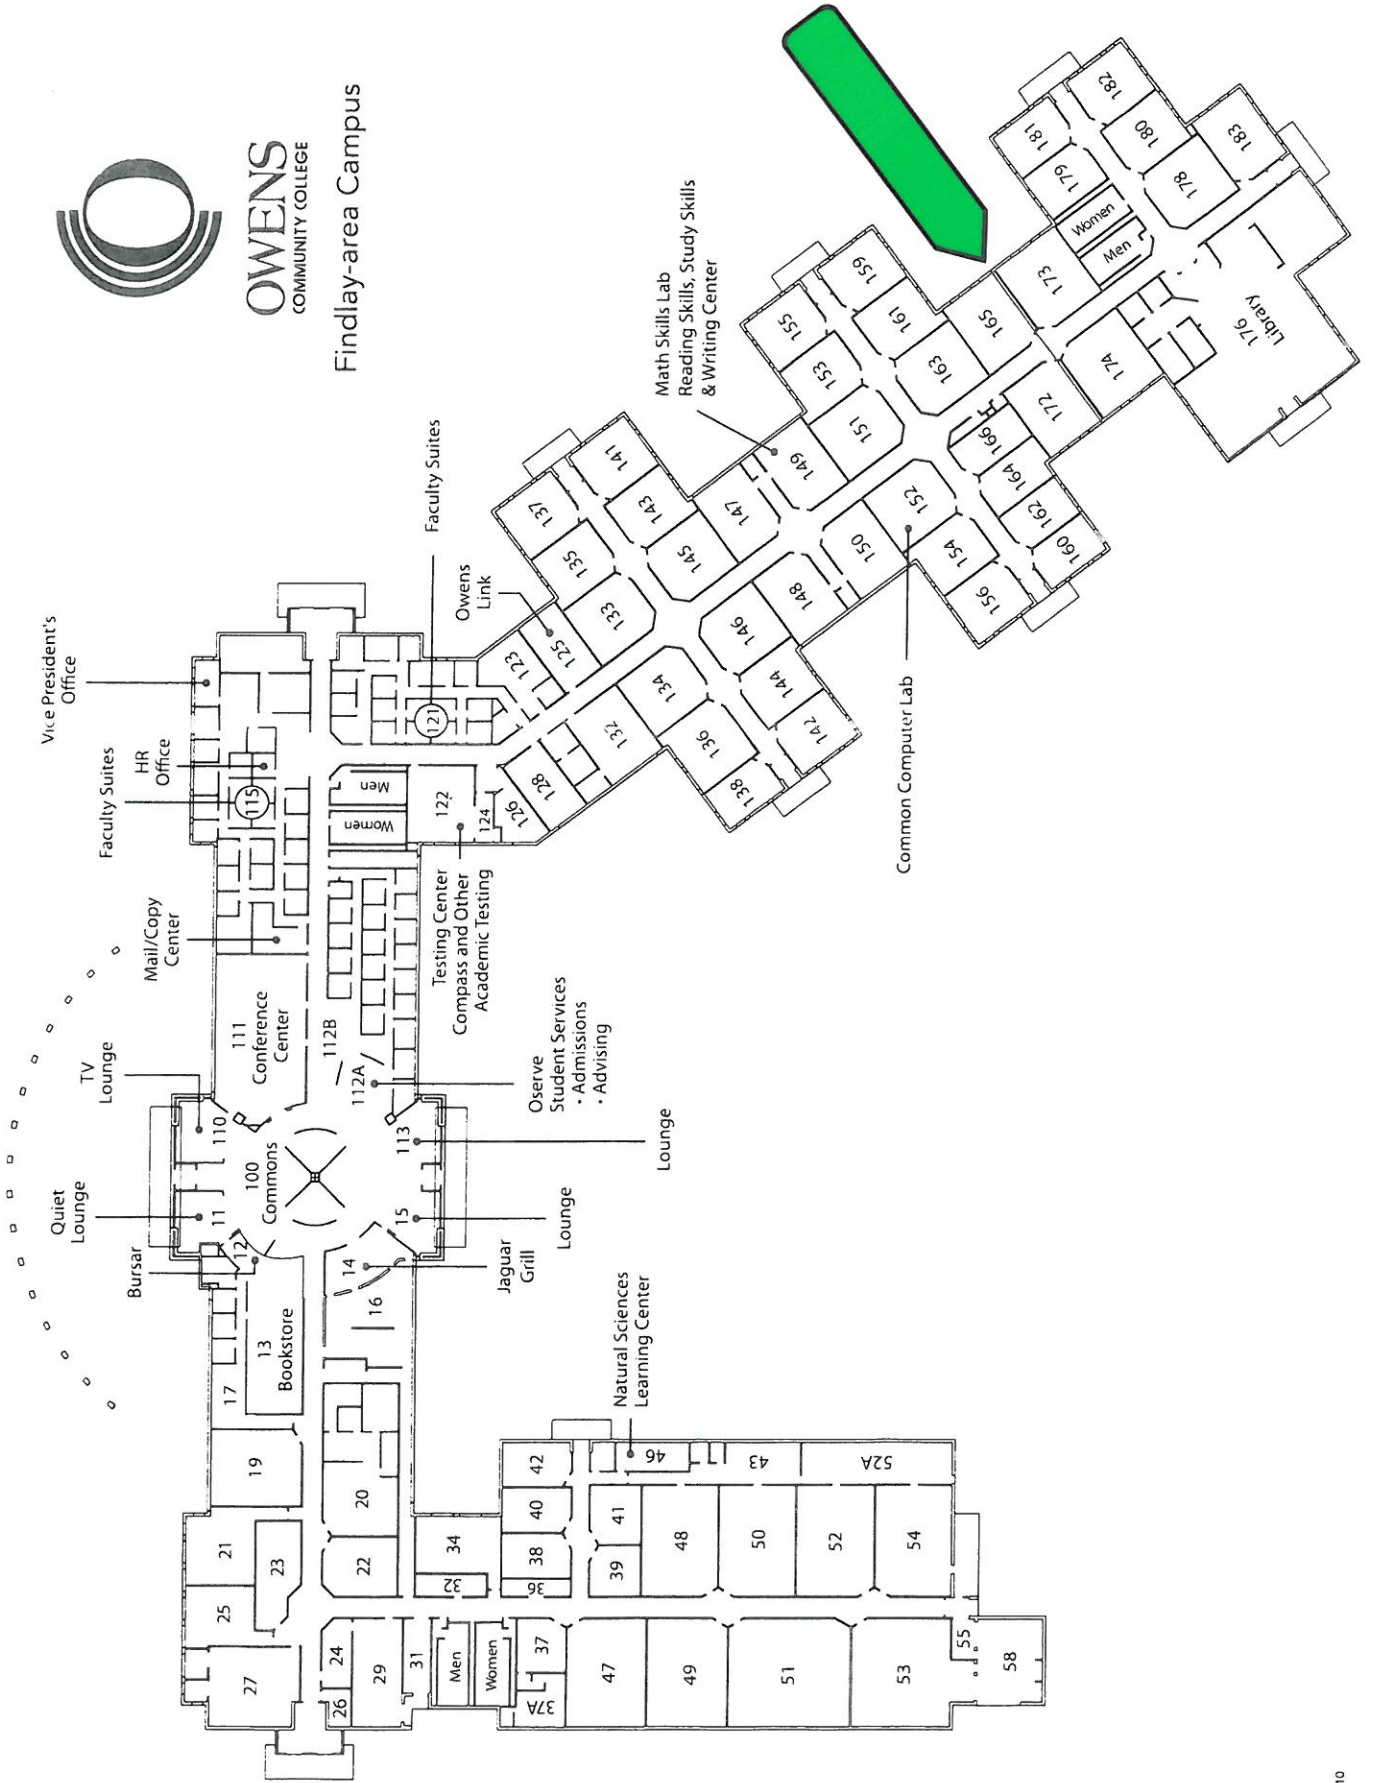 OWENS
COMMUNITY COLLEGE
Findlay-area Campus
Vice President's
Office
Faculty Suites
HR
Office
Mail/Copy
Center
TV
Lounge
Quiet
Lounge
Bursar
Faculty Suites
Owens
Link
Math Skills Lab
Reading Skills, Study Skills
& Writing Center
Common Computer Lab
Testing Center
Compass and Other
Academic Testing
Oserve
Student Services
• Admissions
• Advising
Lounge
Lounge
Jaguar
Grill
Natural Sciences
Learning Center
182
181
180
183
179
178
Women
Men
173
176
Library
174
172
165
159
161
163
155
153
151
149
166
164
162
160
152
154
156
150
147
148
141
143
145
146
144
142
137
135
133
134
136
138
125
123
132
128
126
124
122
121
115
Men
Women
111
Conference
Center
112B
112A
110
113
100
Commons
11
15
12
14
16
13
Bookstore
17
19
20
21
22
23
25
27
24
26
29
31
32
34
Men
Women
36
38
40
42
37
37A
39
41
46
43
52A
48
50
52
54
47
49
51
53
55
58
10